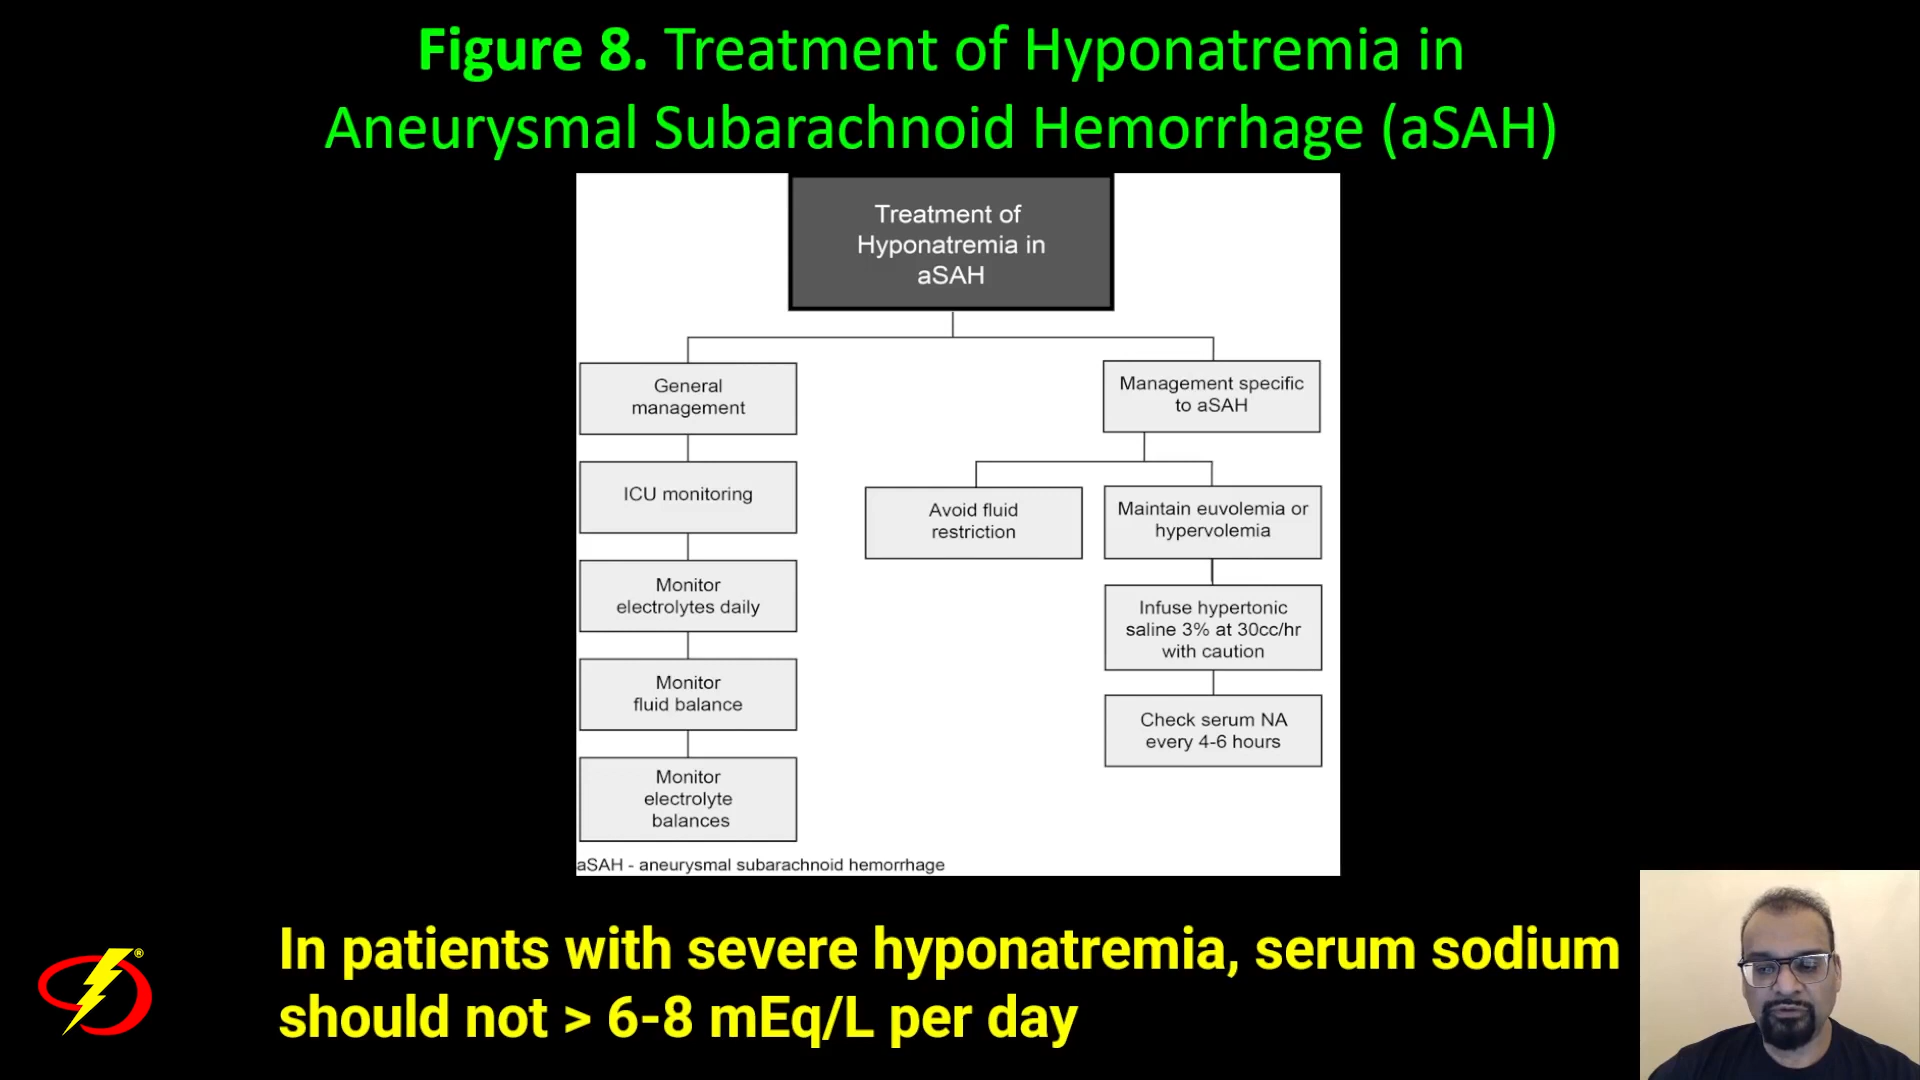 Figure 8. Treatment of Hyponatremia in
Aneurysmal Subarachnoid Hemorrhage (aSAH)
Treatment of
Hyponatremia in
aSAH
General
management
ICU monitoring
Monitor
electrolytes daily
Monitor
fluid balance
Monitor
electrolyte
balances
Management specific
to aSAH
Avoid fluid
restriction
Maintain euvolemia or
hypervolemia
Infuse hypertonic
saline 3% at 30cc/hr
with caution
Check serum NA
every 4-6 hours
aSAH - aneurysmal subarachnoid hemorrhage
In patients with severe hyponatremia, serum sodium
should not > 6-8 mEq/L per day
®